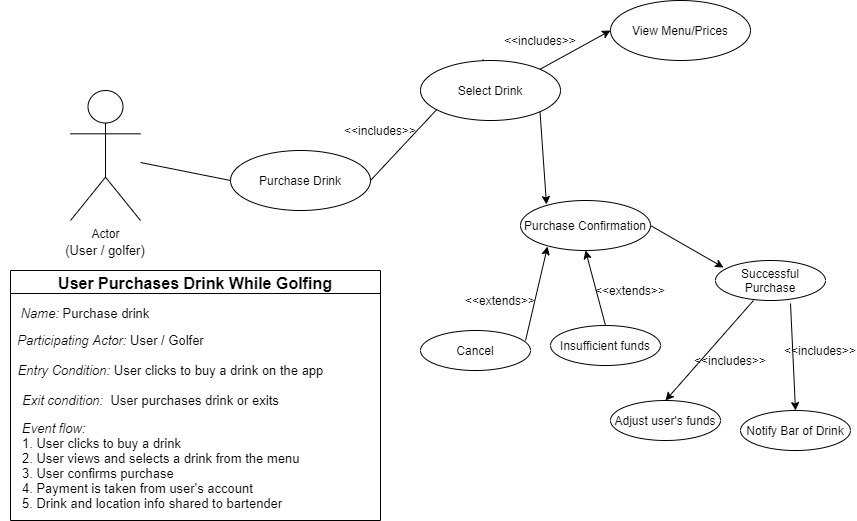 View Menu/Prices
<<includes>>
Select Drink
<<includes>>
Purchase Drink
Actor
(User / golfer)
Purchase Confirmation
Successful
Purchase
<<extends>>
<<extends>>
Cancel
Insufficient funds
<<includes>>
<<includes>>
Adjust user's funds
Notify Bar of Drink
User Purchases Drink While Golfing
Name: Purchase drink
Participating Actor: User / Golfer
Entry Condition: User clicks to buy a drink on the app
Exit condition: User purchases drink or exits
Event flow:
1. User clicks to buy a drink
2. User views and selects a drink from the menu
3. User confirms purchase
4. Payment is taken from user's account
5. Drink and location info shared to bartender